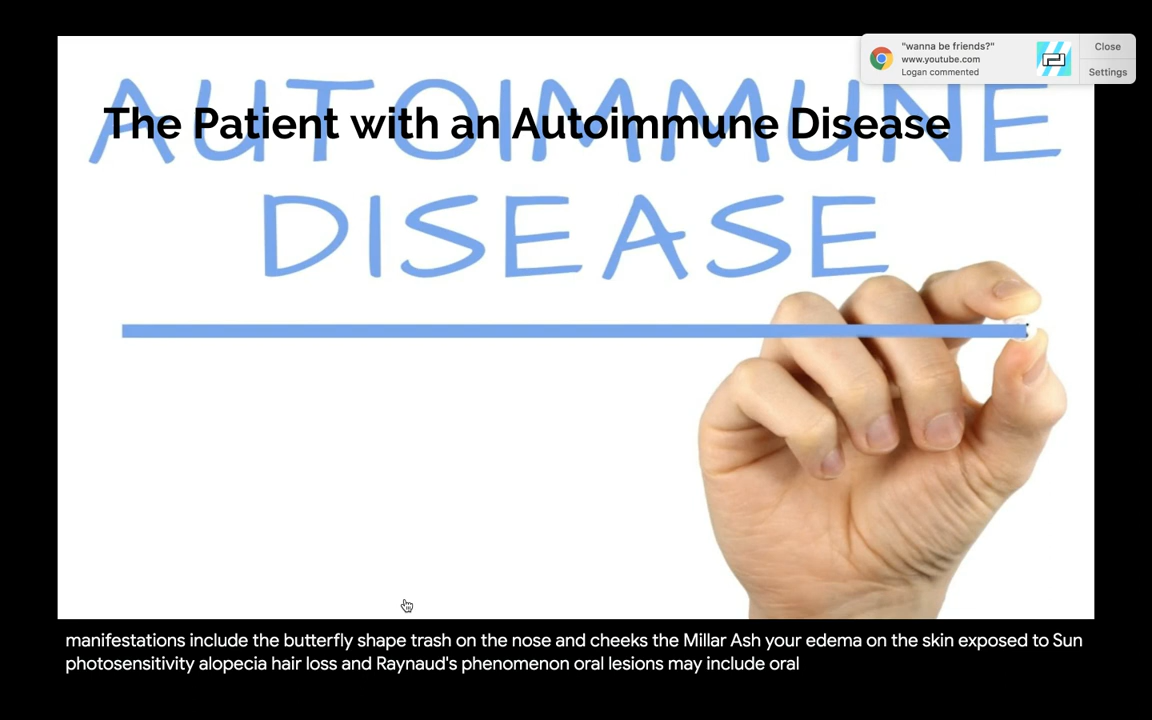 "wanna be friends?"
www.youtube.com
Logan commented
Close
Settings
AUTOIMMUNE
The Patient with an Autoimmune Disease
DISEASE
manifestations include the butterfly shape trash on the nose and cheeks the Millar Ash your edema on the skin exposed to Sun
photosensitivity alopecia hair loss and Raynaud's phenomenon oral lesions may include oral